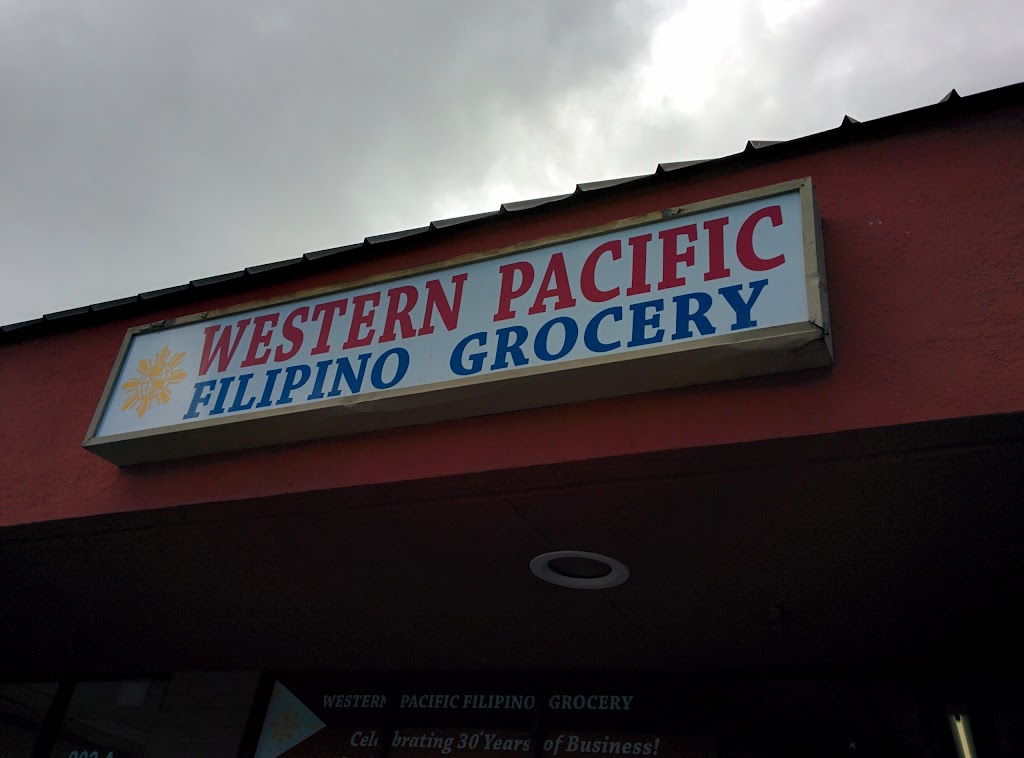 WESTERN PACIFIC
FILIPINO GROCERY
WESTERN PACIFIC FILIPINO GROCERY
Celebrating 30 Years of Business!